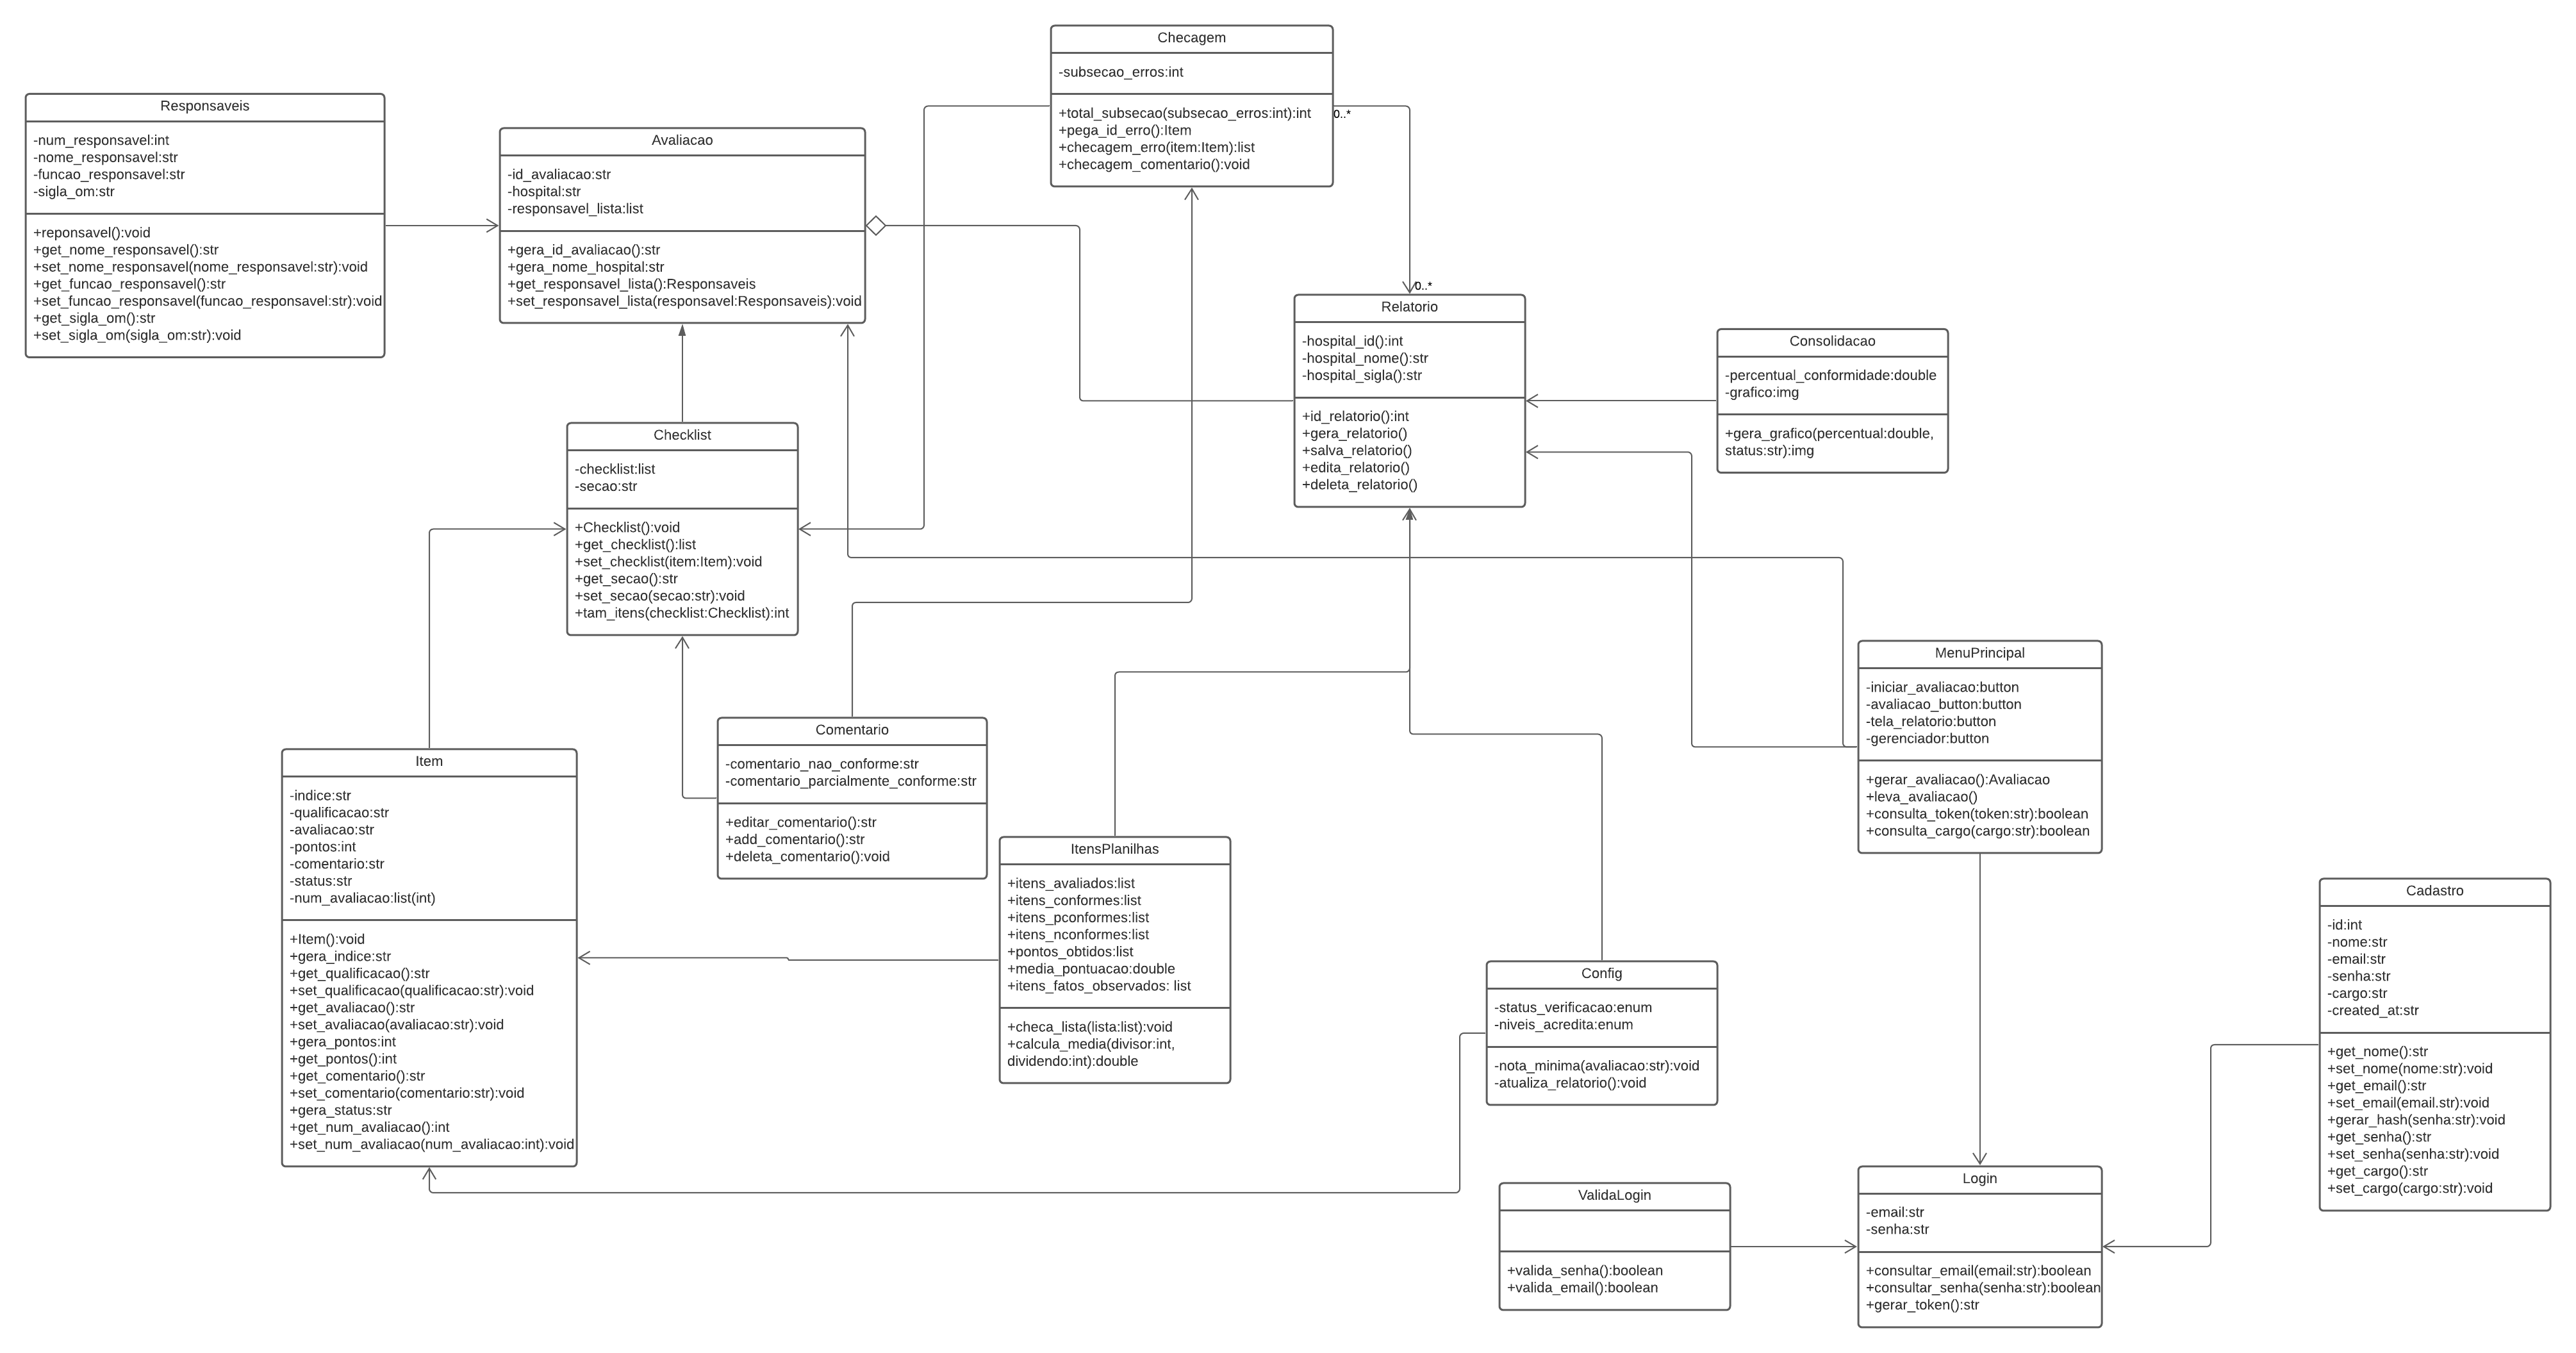 Checagem
-subsecao_erros:int
+total_subsecao(subsecao_erros:int):int
+pega_id_erro():Item
+checagem_erro(item:Item):list
+checagem_comentario():void
0..*
0..*
Responsaveis
-num_responsavel:int
-nome_responsavel:str
-funcao_responsavel:str
-sigla_om:str
+reponsavel():void
+get_nome_responsavel():str
+set_nome_responsavel(nome_responsavel:str):void
+get_funcao_responsavel():str
+set_funcao_responsavel(funcao_responsavel:str):void
+get_sigla_om():str
+set_sigla_om(sigla_om:str):void
Avaliacao
-id_avaliacao:str
-hospital:str
-responsavel_lista:list
+gera_id_avaliacao():str
+gera_nome_hospital:str
+get_responsavel_lista():Responsaveis
+set_responsavel_lista(responsavel:Responsaveis):void
Relatorio
-hospital_id():int
-hospital_nome():str
-hospital_sigla():str
+id_relatorio():int
+gera_relatorio()
+salva_relatorio()
+edita_relatorio()
+deleta_relatorio()
Consolidacao
-percentual_conformidade:double
-grafico:img
+gera_grafico(percentual:double,
status:str):img
Checklist
-checklist:list
-secao:str
+Checklist():void
+get_checklist():list
+set_checklist(item:Item):void
+get_secao():str
+set_secao(secao:str):void
+tam_itens(checklist:Checklist):int
MenuPrincipal
-iniciar_avaliacao:button
-avaliacao_button:button
-tela_relatorio:button
-gerenciador:button
+gerar_avaliacao():Avaliacao
+leva_avaliacao()
+consulta_token(token:str):boolean
+consulta_cargo(cargo:str):boolean
Comentario
-comentario_nao_conforme:str
-comentario_parcialmente_conforme:str
+editar_comentario():str
+add_comentario():str
+deleta_comentario():void
Item
-indice:str
-qualificacao:str
-avaliacao:str
-pontos:int
-comentario:str
-status:str
-num_avaliacao:list(int)
+Item():void
+gera_indice:str
+get_qualificacao():str
+set_qualificacao(qualificacao:str):void
+get_avaliacao():str
+set_avaliacao(avaliacao:str):void
+gera_pontos:int
+get_pontos():int
+get_comentario():str
+set_comentario(comentario:str):void
+gera_status:str
+get_num_avaliacao():int
+set_num_avaliacao(num_avaliacao:int):void
ItensPlanilhas
+itens_avaliados:list
+itens_conformes:list
+itens_pconformes:list
+itens_nconformes:list
+pontos_obtidos:list
+media_pontuacao:double
+itens_fatos_observados: list
+checa_lista(lista:list):void
+calcula_media(divisor:int,
dividendo:int):double
Config
-status_verificacao:enum
-niveis_acredita:enum
-nota_minima(avaliacao:str):void
-atualiza_relatorio():void
Cadastro
-id:int
-nome:str
-email:str
-senha:str
-cargo:str
-created_at:str
+get_nome():str
+set_nome(nome:str):void
+get_email():str
+set_email(email.str):void
+gerar_hash(senha:str):void
+get_senha():str
+set_senha(senha:str):void
+get_cargo():str
+set_cargo(cargo:str):void
ValidaLogin
+valida_senha():boolean
+valida_email():boolean
Login
-email:str
-senha:str
+consultar_email(email:str):boolean
+consultar_senha(senha:str):boolean
+gerar_token():str